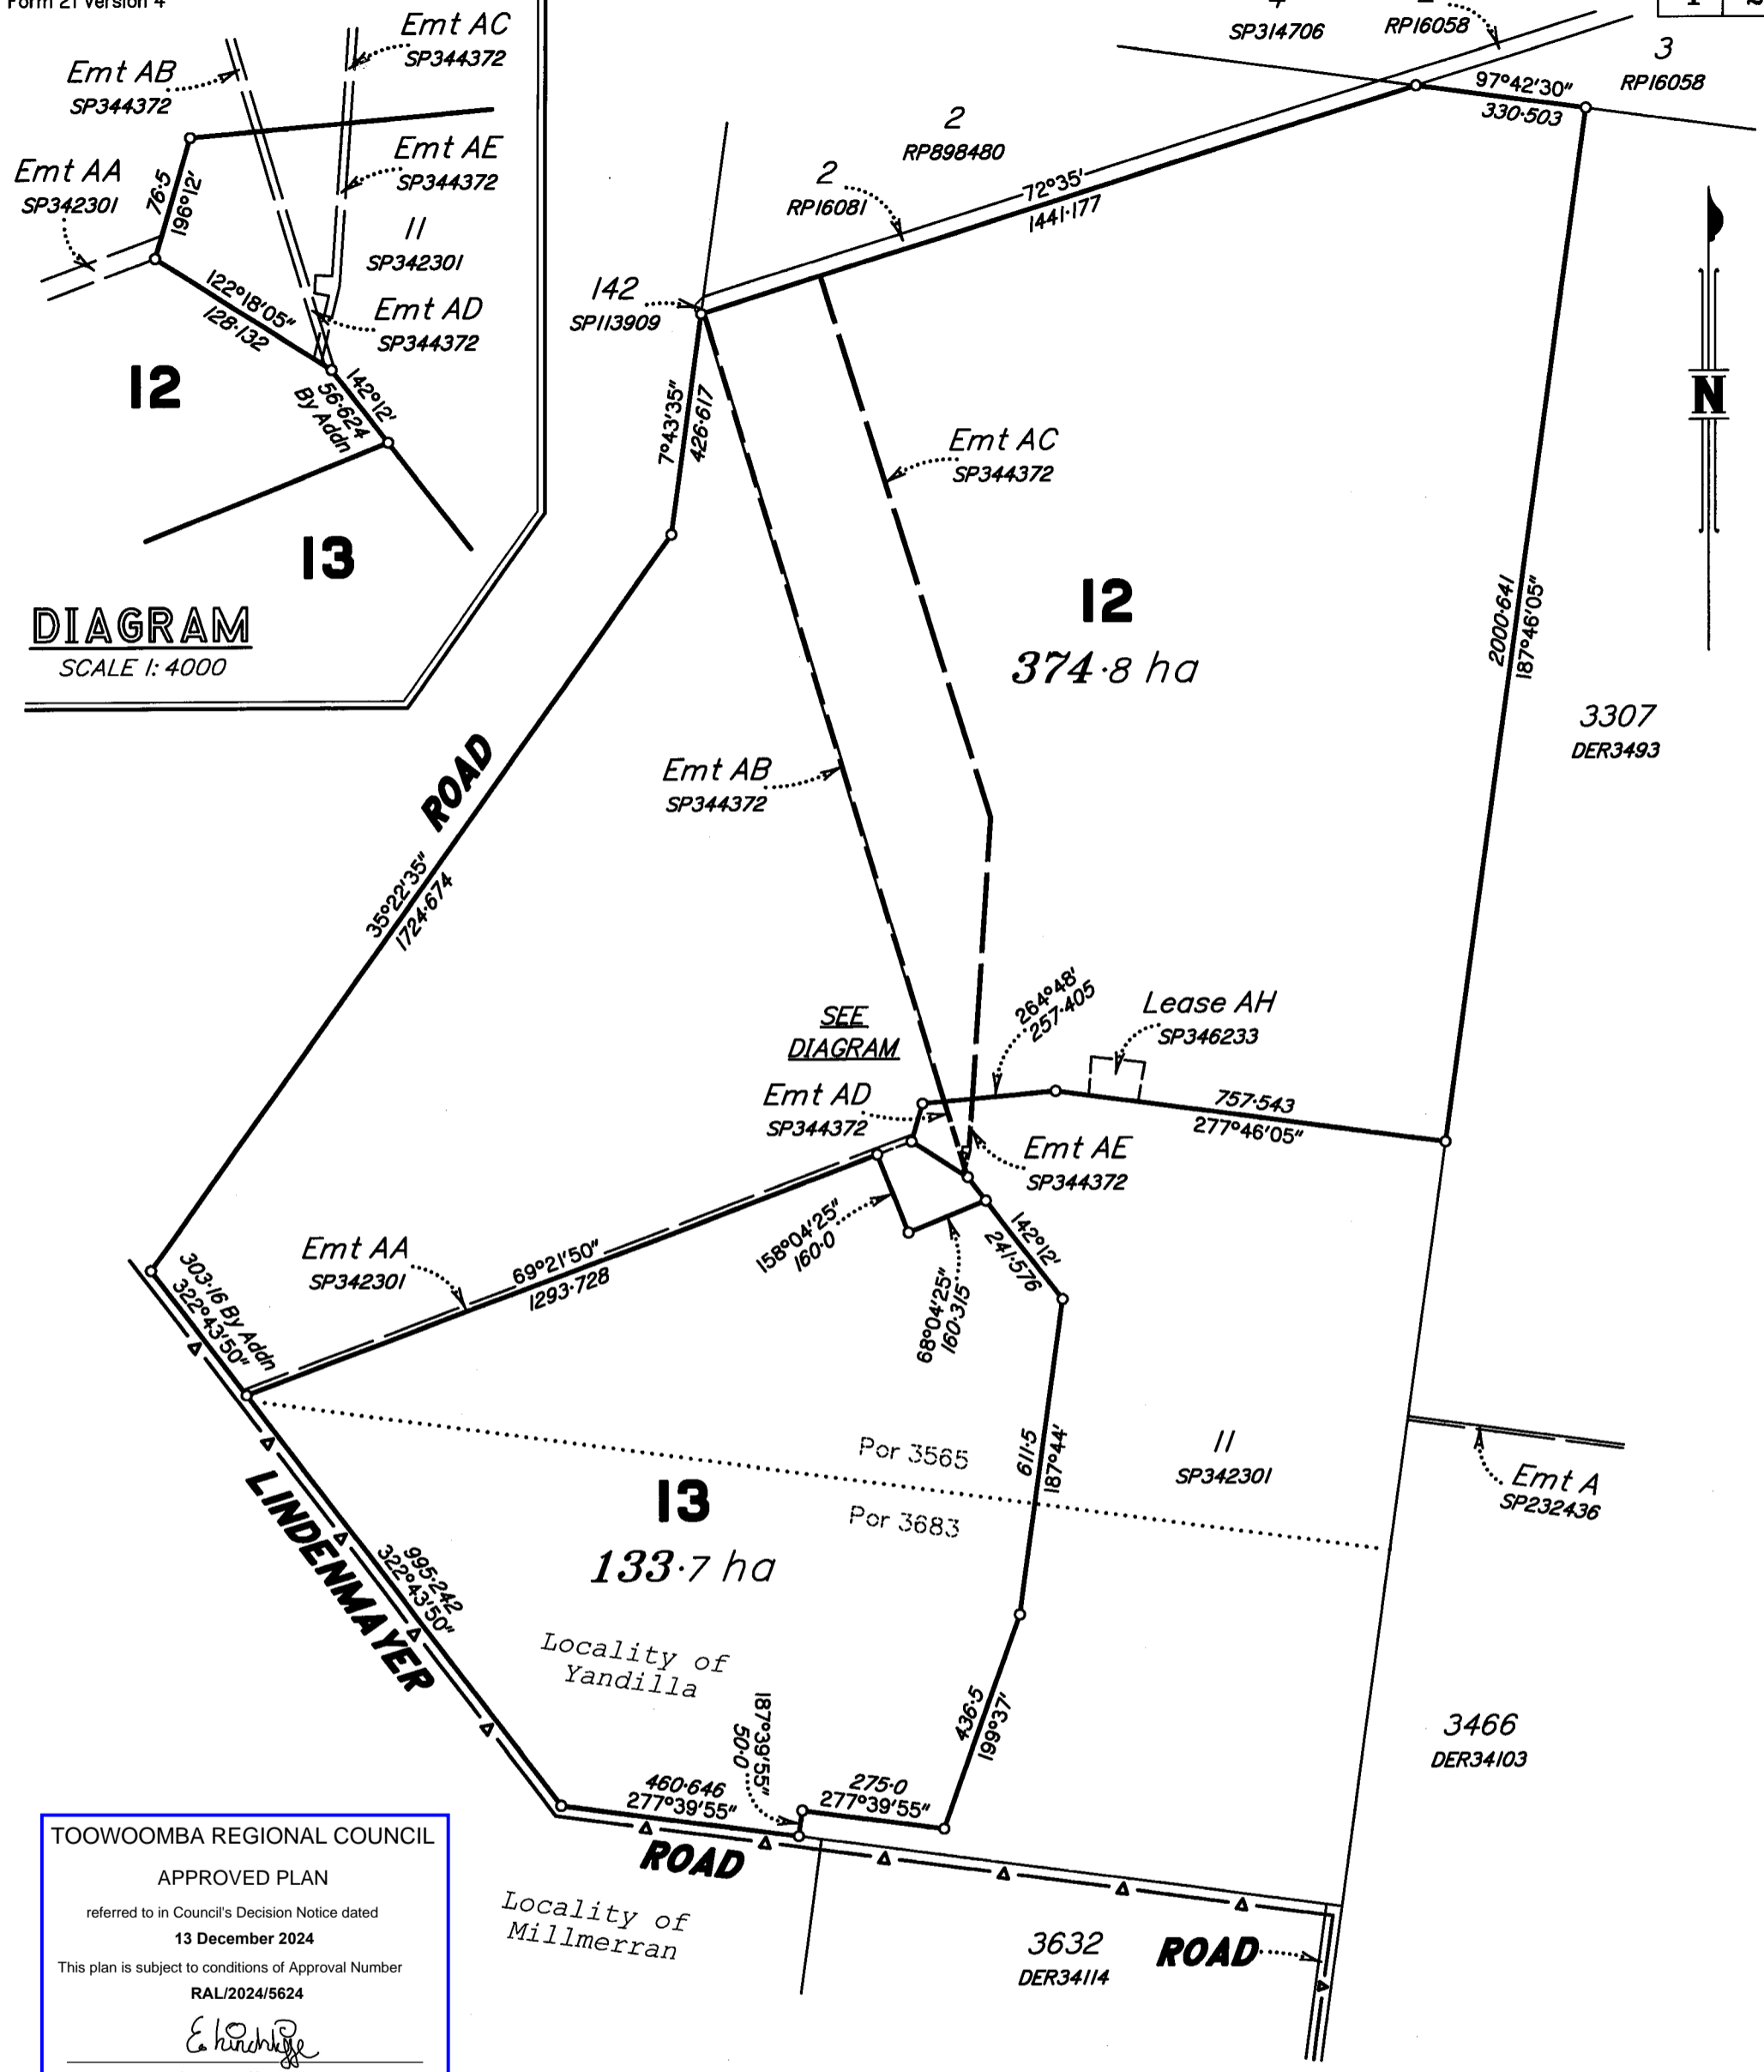 Form 21 Version 4
Emt AC
SP344372
Emt AB
SP344372
Emt AE
SP344372
Emt AA
SP342301
76·5
196°12'
11
SP342301
122°18'05"
128·132
Emt AD
SP344372
12
142°12'
56·624
By Addn
13
DIAGRAM
SCALE 1: 4000
SP314706
RP16058
3
RP16058
97°42'30"
330·503
2
RP898480
2
RP16081
72°35'
1441·177
142
SP113909
N
7°43'35"
426·617
Emt AC
SP344372
12
374·8 ha
2000·641
187°46'05"
3307
DER3493
ROAD
Emt AB
SP344372
35°22'35"
1724·674
SEE
DIAGRAM
264°48'
257·405
Lease AH
SP346233
Emt AD
SP344372
757·543
277°46'05"
Emt AE
SP344372
158°04'25"
160·0
68°04'25"
160·315
142°12'
241·576
Emt AA
SP342301
69°21'50"
1293·728
303·16 By Addn
322°43'50"
611·5
187°44'
Por 3565
11
SP342301
Emt A
SP232436
13
Por 3683
133·7 ha
LINDENMAYER
995·242
322°43'50"
Locality of
Yandilla
187°39'55"
50·0
436·5
199°37'
3466
DER34103
460·646
277°39'55"
275·0
277°39'55"
ROAD
Locality of
Millmerran
3632
DER34114
ROAD
TOOWOOMBA REGIONAL COUNCIL
APPROVED PLAN
referred to in Council's Decision Notice dated
13 December 2024
This plan is subject to conditions of Approval Number
RAL/2024/5624